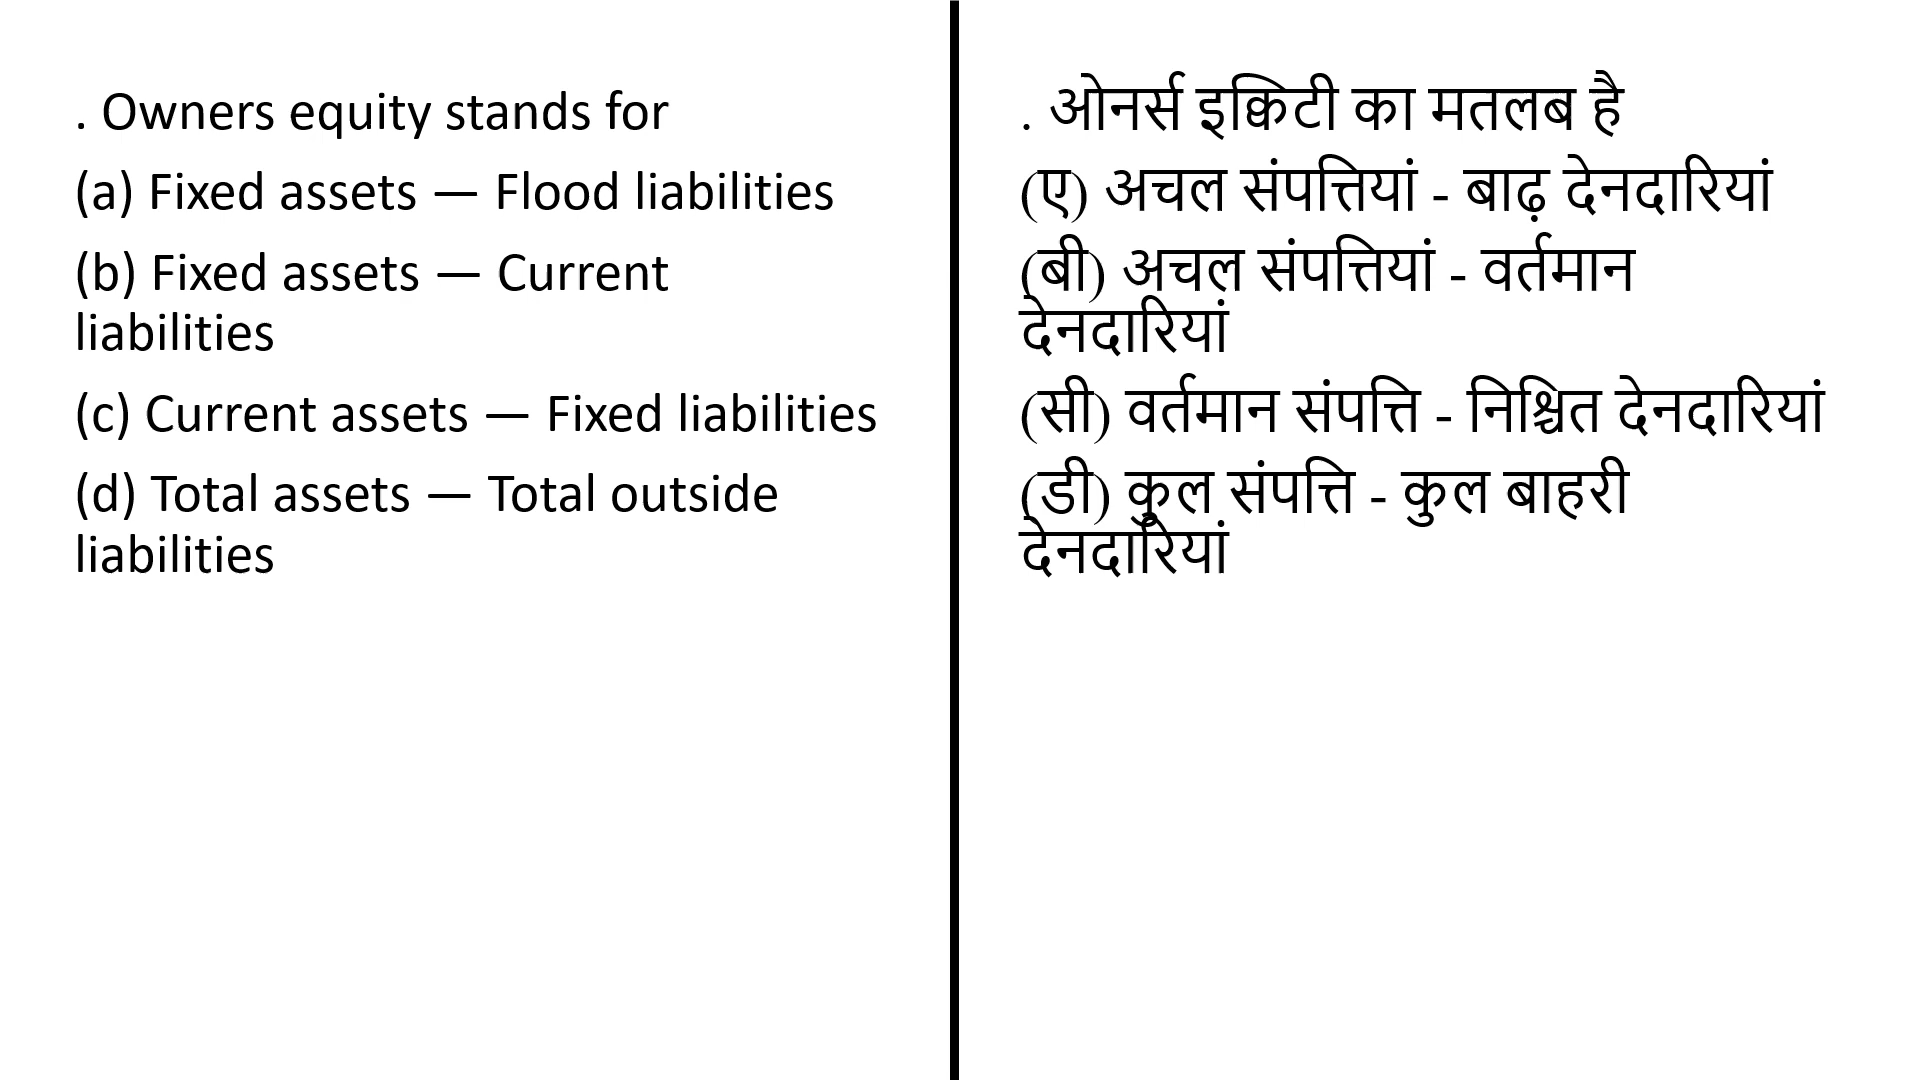 . Owners equity stands for
(a) Fixed assets — Flood liabilities
(b) Fixed assets — Current
liabilities
(c) Current assets — Fixed liabilities
(d) Total assets — Total outside
liabilities
. ओनर्स इक्विटी का मतलब है
(ए) अचल संपत्तियां - बाढ़ देनदारियां
(बी) अचल संपत्तियां - वर्तमान
देनदारियां
(सी) वर्तमान संपत्ति - निश्चित देनदारियां
(डी) कुल संपत्ति - कुल बाहरी
देनदारियां